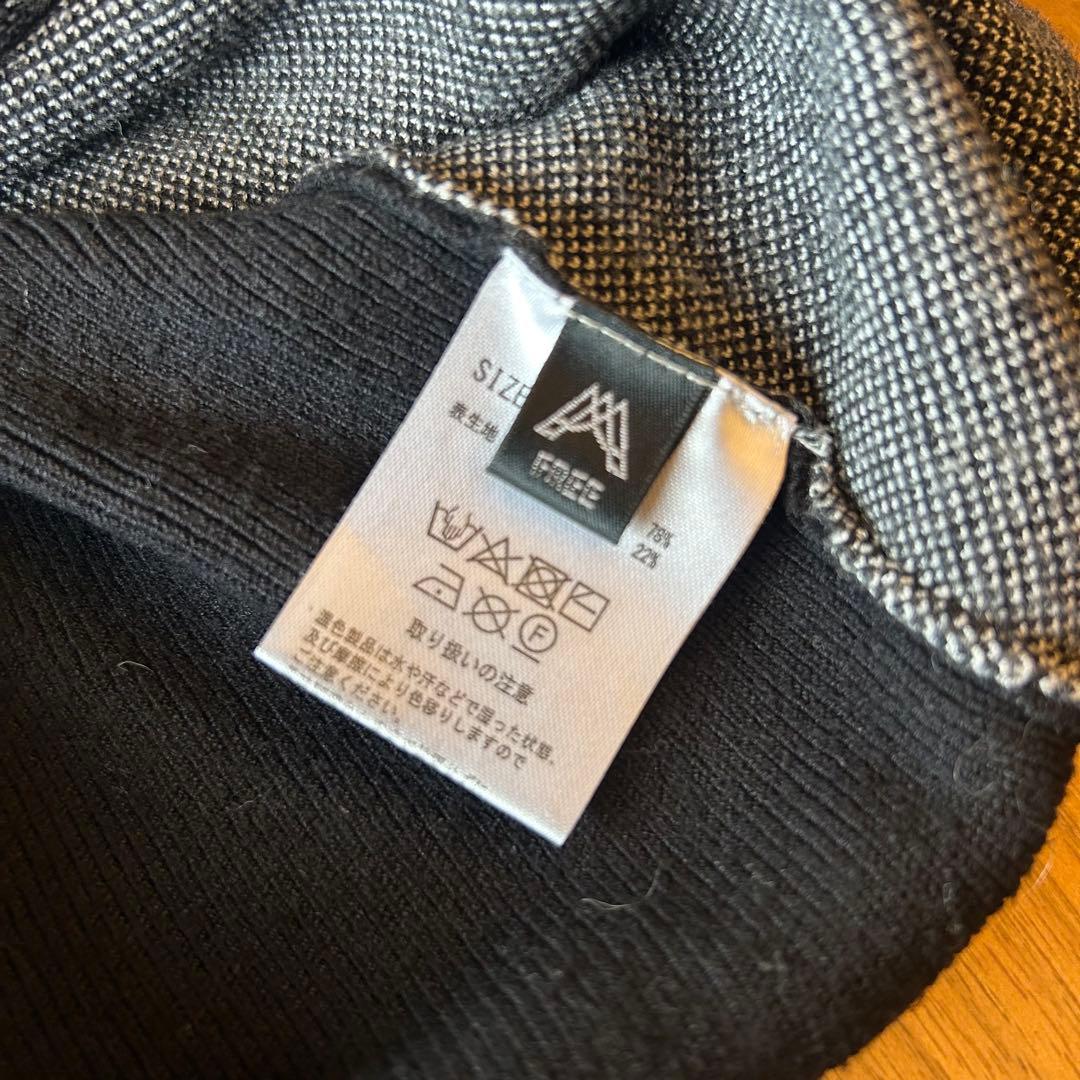 SIZE
FREE
表生地
78%
22%
F
取り扱いの注意
・濃色製品は水や汗などで湿った状態、
及び摩擦により色移りしますので
ご注意ください。